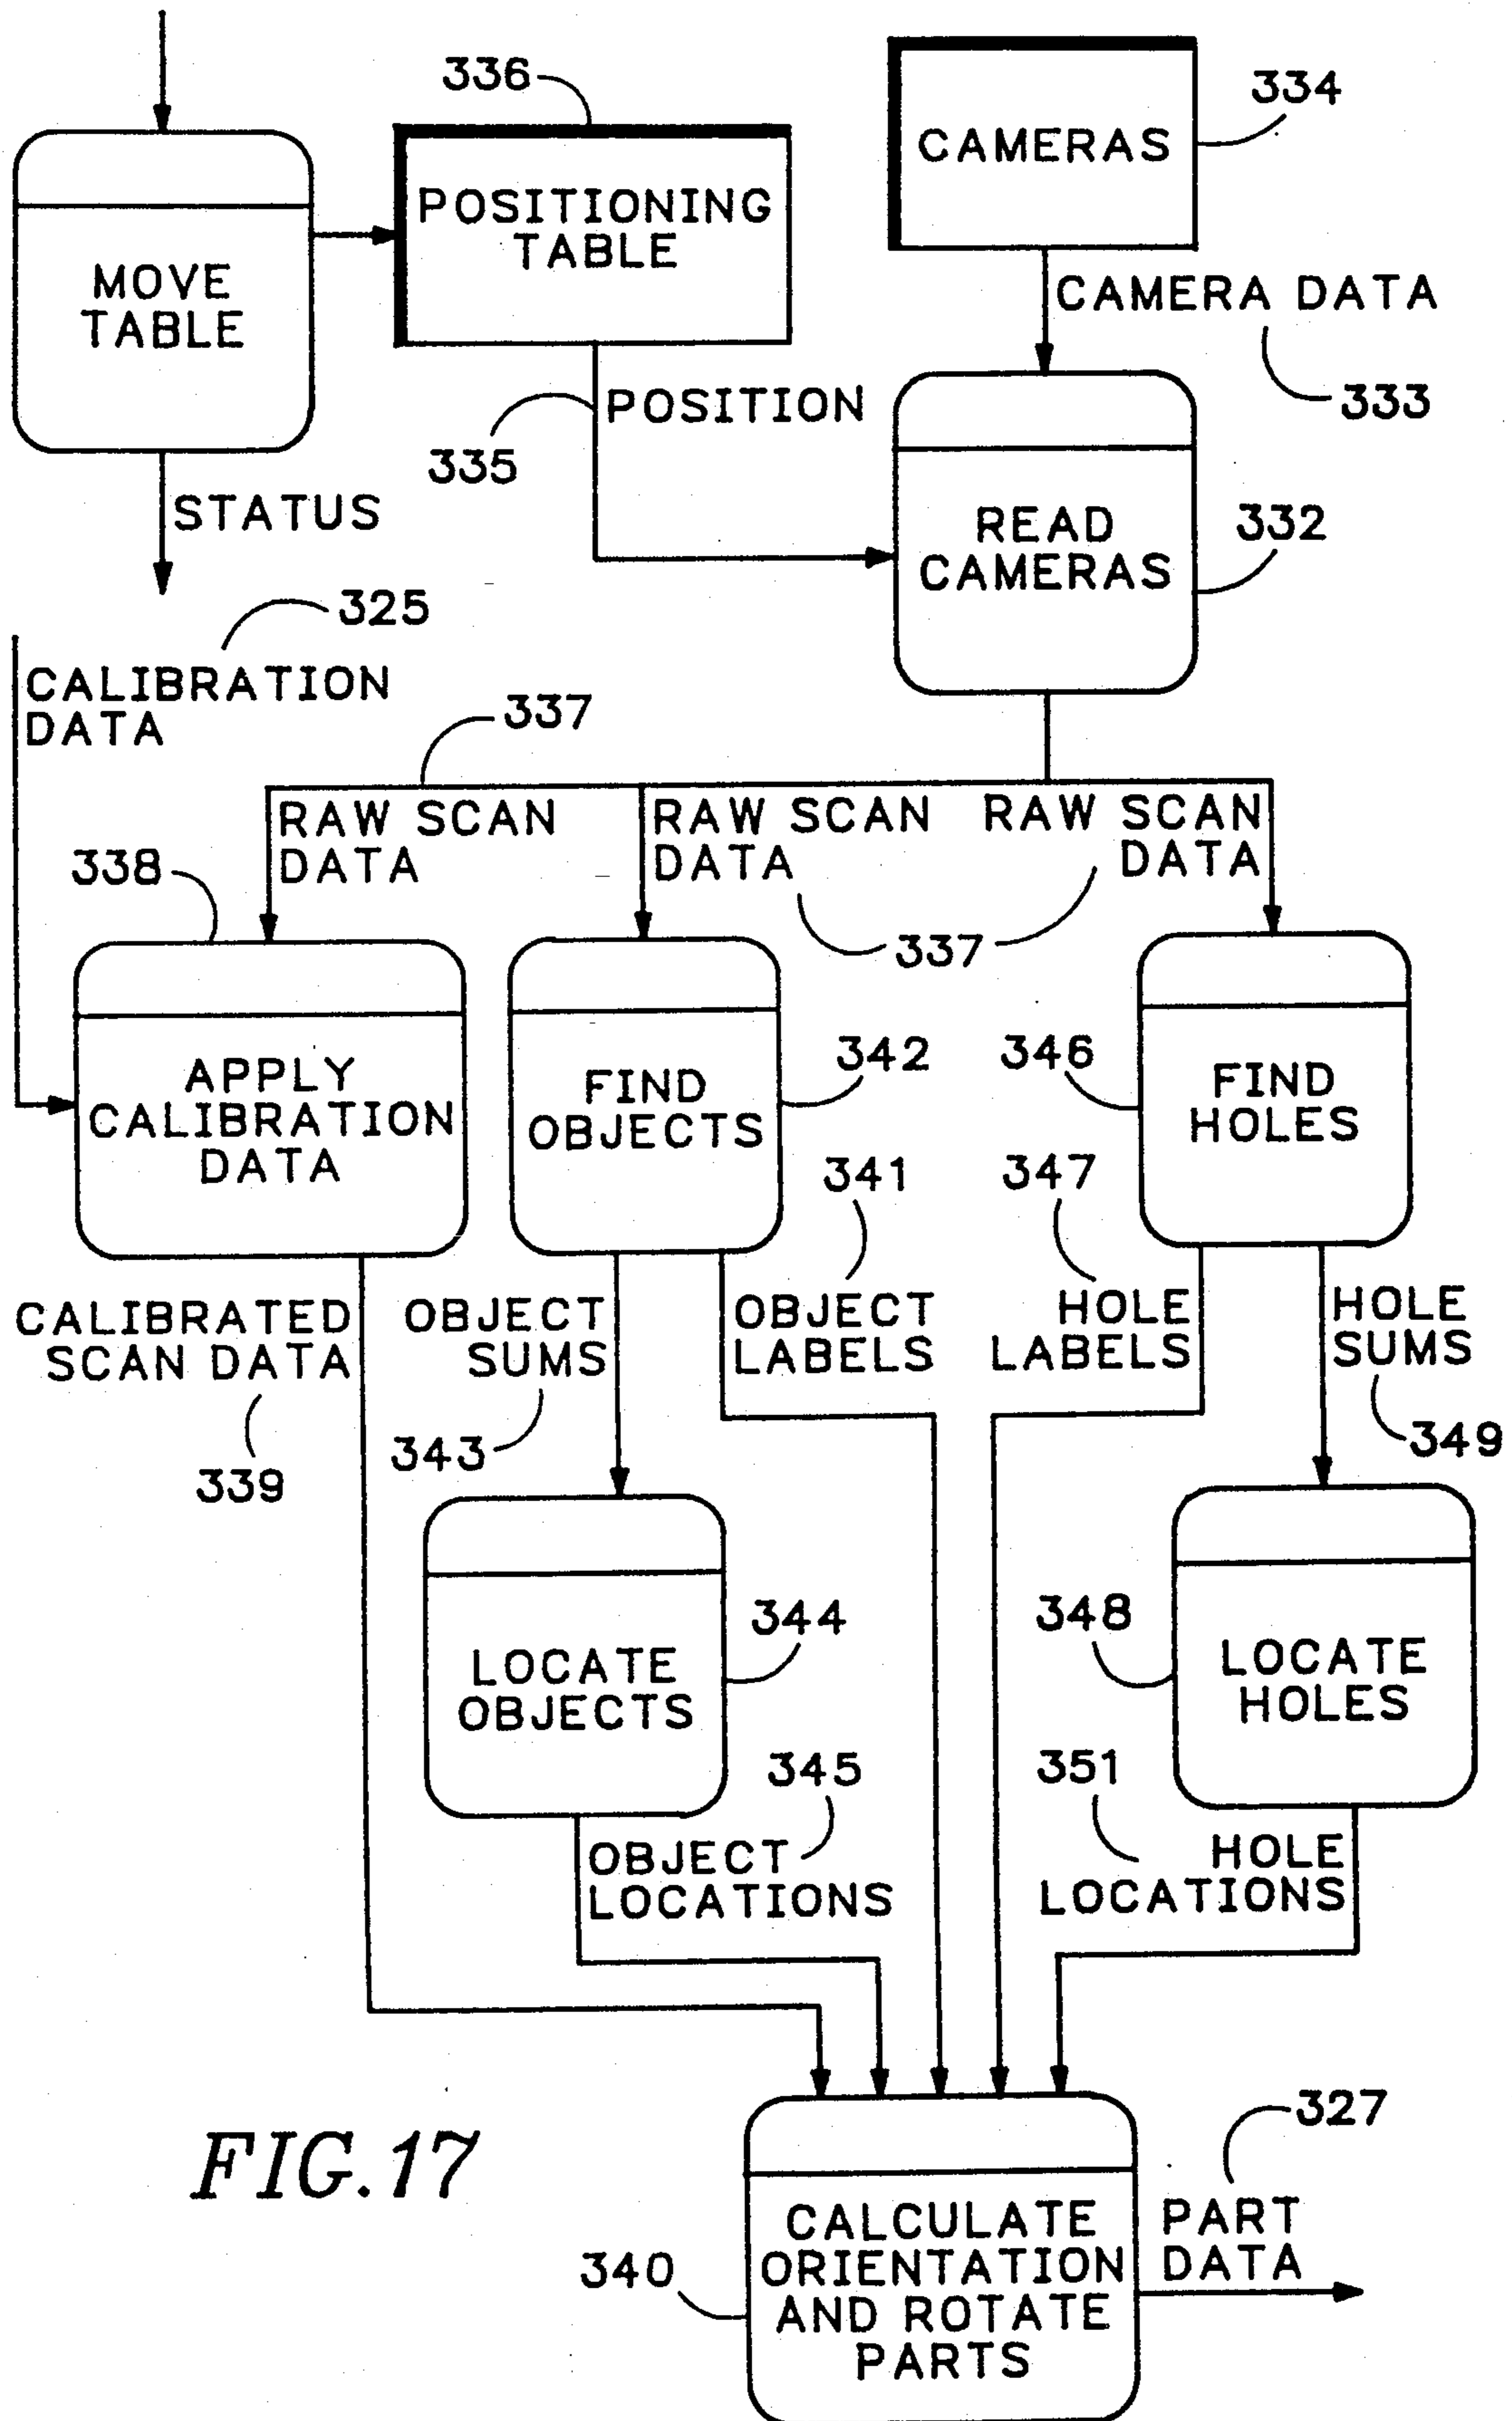 336
334
CAMERAS
POSITIONING
TABLE
MOVE
TABLE
CAMERA DATA
333
POSITION
335
STATUS
READ
CAMERAS
332
325
CALIBRATION
DATA
337
RAW SCAN
DATA
RAW SCAN
DATA
RAW SCAN
DATA
338
337
APPLY
CALIBRATION
DATA
FIND
OBJECTS
342
346
FIND
HOLES
341
347
CALIBRATED
SCAN DATA
OBJECT
SUMS
OBJECT
LABELS
HOLE
LABELS
HOLE
SUMS
343
349
339
344
348
LOCATE
OBJECTS
LOCATE
HOLES
345
351
OBJECT
LOCATIONS
HOLE
LOCATIONS
327
FIG.17
CALCULATE
ORIENTATION
AND ROTATE
PARTS
PART
DATA
340